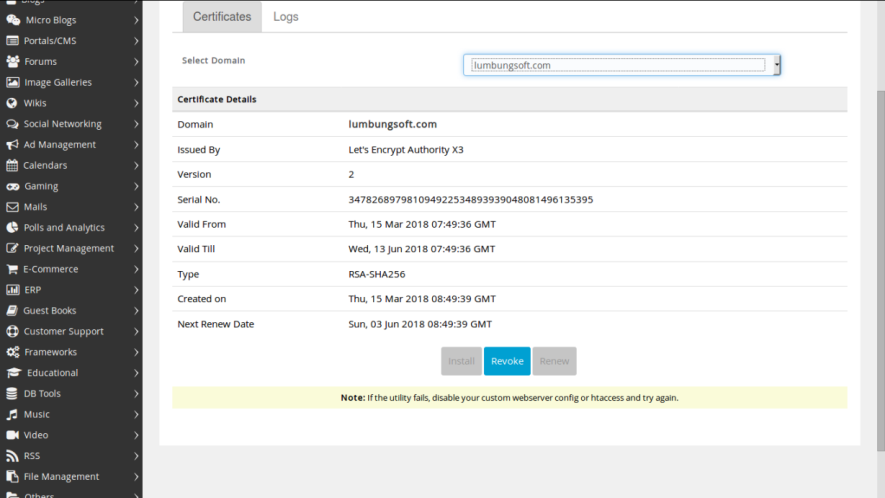 Blogs
Micro Blogs
Portals/CMS
Forums
Image Galleries
Wikis
Social Networking
Ad Management
Calendars
Gaming
Mails
Polls and Analytics
Project Management
E-Commerce
ERP
Guest Books
Customer Support
Frameworks
Educational
DB Tools
Music
Video
RSS
File Management
Others
Certificates Logs
Select Domain lumbungsoft.com
Certificate Details
Domain lumbungsoft.com
Issued By Let's Encrypt Authority X3
Version 2
Serial No. 347826897981094922534893939048081496135395
Valid From Thu, 15 Mar 2018 07:49:36 GMT
Valid Till Wed, 13 Jun 2018 07:49:36 GMT
Type RSA-SHA256
Created on Thu, 15 Mar 2018 08:49:39 GMT
Next Renew Date Sun, 03 Jun 2018 08:49:39 GMT
Install Revoke Renew
Note: If the utility fails, disable your custom webserver config or htaccess and try again.